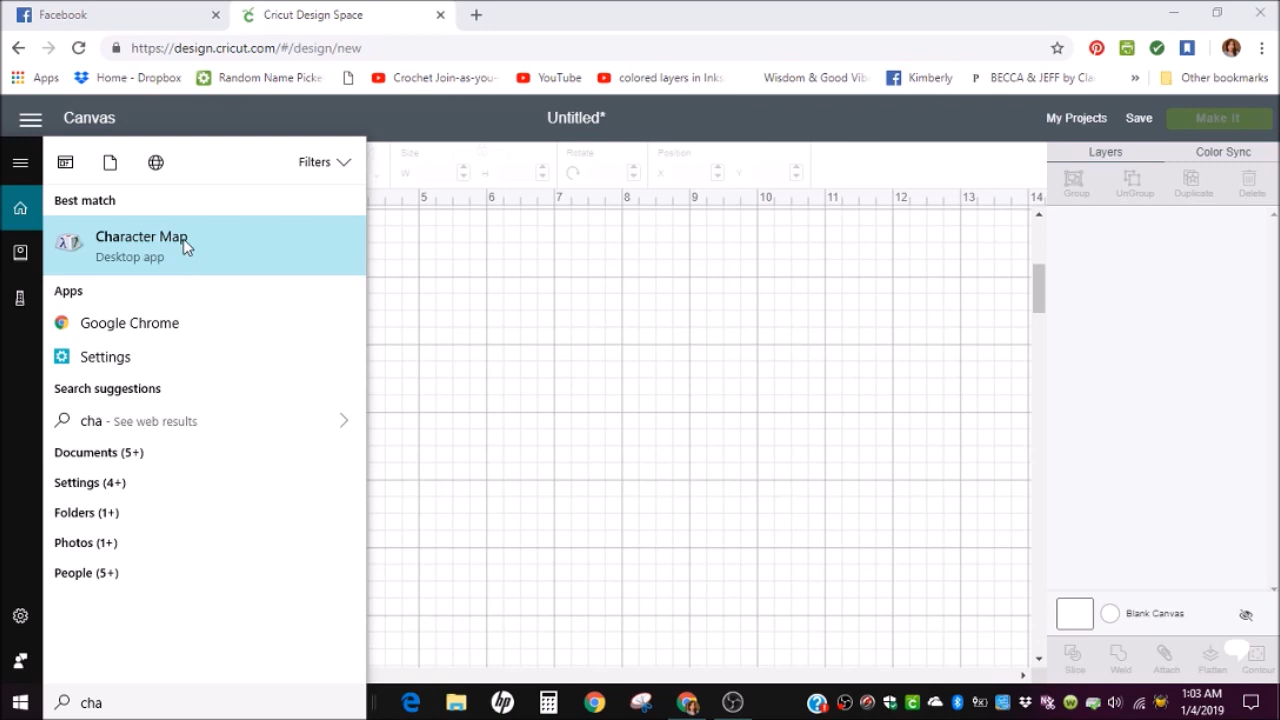 Facebook
Cricut Design Space
https://design.cricut.com/#/design/new
Apps
Home - Dropbox
Random Name Picke
Crochet Join-as-you-
YouTube
colored layers in Inks
Wisdom & Good Vib
Kimberly
BECCA & JEFF by Cla
»
Other bookmarks
Canvas
Untitled*
My Projects
Save
Make It
Filters
Size
Rotate
Position
W
H
X
Y
Layers
Color Sync
Group
UnGroup
Duplicate
Delete
5 6 7 8 9 10 11 12 13 14
Best match
Character Map
Desktop app
Apps
Google Chrome
Settings
Search suggestions
cha - See web results
Documents (5+)
Settings (4+)
Folders (1+)
Photos (1+)
People (5+)
Blank Canvas
Slice
Weld
Attach
Flatten
Contour
cha
1:03 AM
1/4/2019